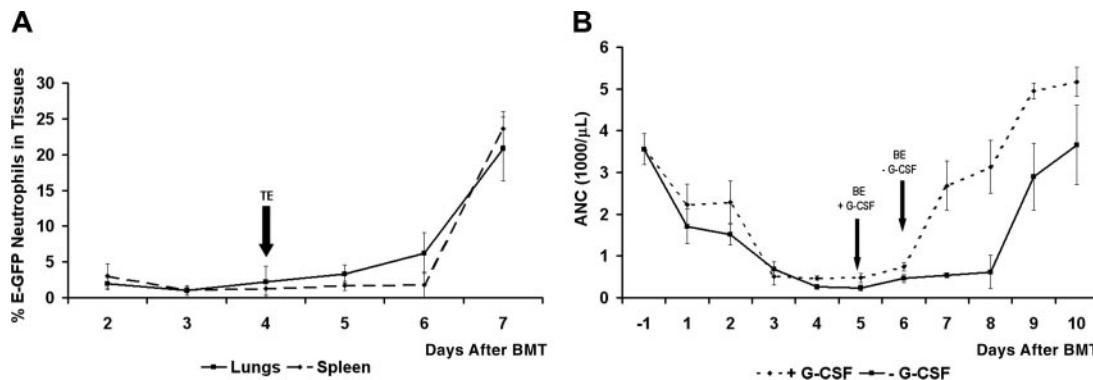 A
% E-GFP Neutrophils in Tissues
30
25
20
15
10
5
0
TE
2 3 4 5 6 7
Days After BMT
Lungs Spleen
B
ANC (1000/µL)
6
5
4
3
2
1
0
BE
+ G-CSF
BE
- G-CSF
-1 1 2 3 4 5 6 7 8 9 10
Days After BMT
+ G-CSF - G-CSF